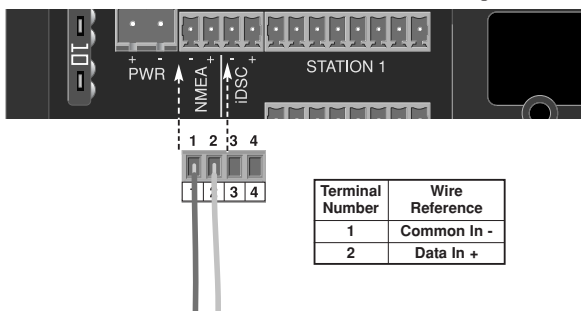 10
+ - - + - +
PWR NMEA iDSC STATION 1
1 2 3 4
1 2 3 4
Terminal Number Wire Reference
1 Common In -
2 Data In +